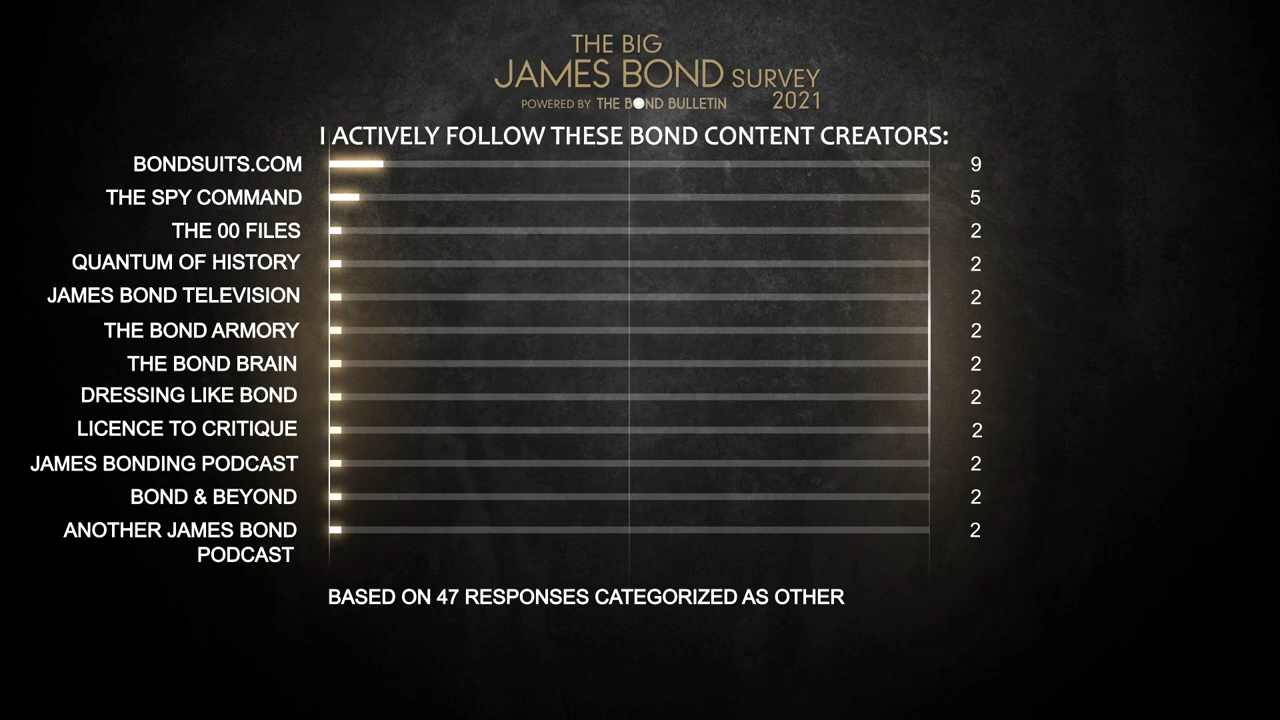 THE BIG
JAMES BOND SURVEY
POWERED BY THE BOND BULLETIN 2021
I ACTIVELY FOLLOW THESE BOND CONTENT CREATORS:
BONDSUITS.COM 9
THE SPY COMMAND 5
THE 00 FILES 2
QUANTUM OF HISTORY 2
JAMES BOND TELEVISION 2
THE BOND ARMORY 2
THE BOND BRAIN 2
DRESSING LIKE BOND 2
LICENCE TO CRITIQUE 2
JAMES BONDING PODCAST 2
BOND & BEYOND 2
ANOTHER JAMES BOND 2
PODCAST
BASED ON 47 RESPONSES CATEGORIZED AS OTHER